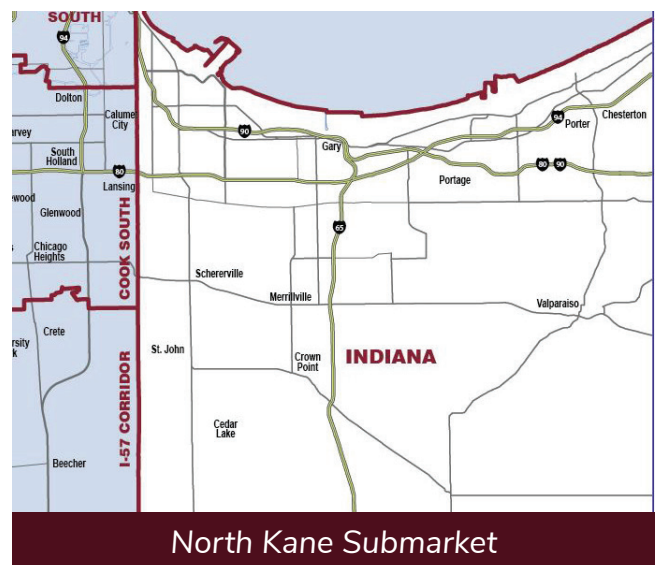 SOUTH
94
Dolton
Calumet
City
arvey
90
Gary
94
Porter
Chesterton
South
Holland
80
Lansing
Portage
80
90
ewood
Glenwood
65
Chicago
Heights
COOK SOUTH
Schererville
Merrillville
Valparaiso
Crete
ersity
k
St. John
Crown
Point
INDIANA
I-57 CORRIDOR
Cedar
Lake
Beecher
North Kane Submarket